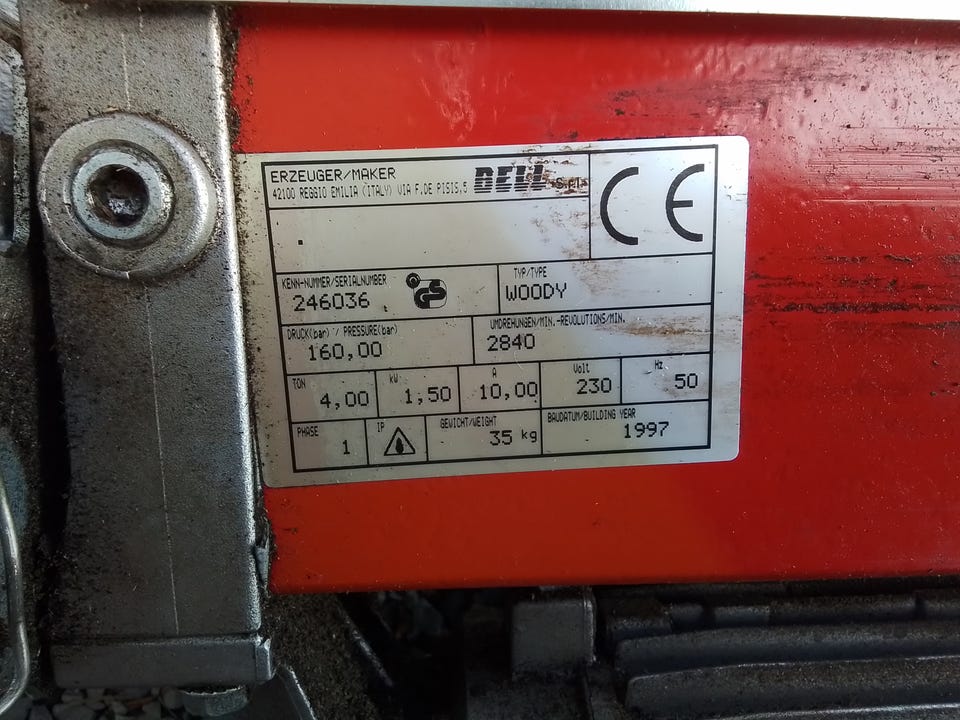 ERZEUGER/MAKER
42100 REGGIO EMILIA (ITALY) VIA F.DE PISIS,5
BELL s.r.l.
CE
KENN-NUMMER/SERIALNUMBER
246036
GS
TYP/TYPE
WOODY
DRUCK(bar) / PRESSURE(bar)
160,00
UMDREHUNGEN/MIN.-REVOLUTIONS/MIN.
2840
TON
4,00
kW
1,50
A
10,00
Volt
230
Hz
50
PHASE
1
IP
GEWICHT/WEIGHT
35 kg
BAUDATUM/BUILDING YEAR
1997